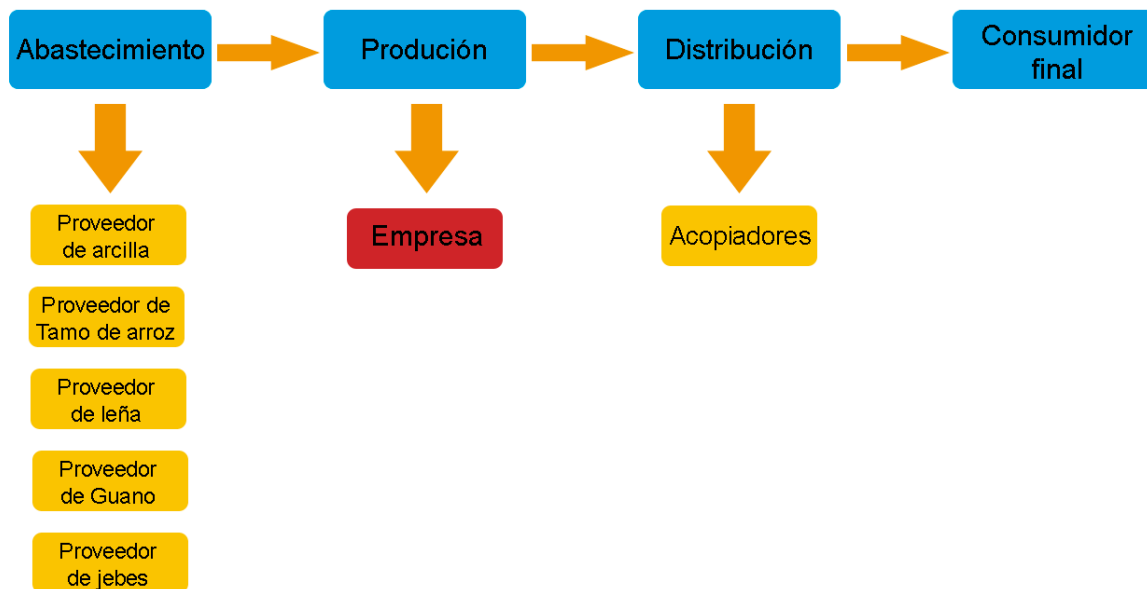 Abastecimiento
Produción
Distribución
Consumidor
final
Proveedor
de arcilla
Empresa
Acopiadores
Proveedor de
Tamo de arroz
Proveedor
de leña
Proveedor
de Guano
Proveedor
de jebes